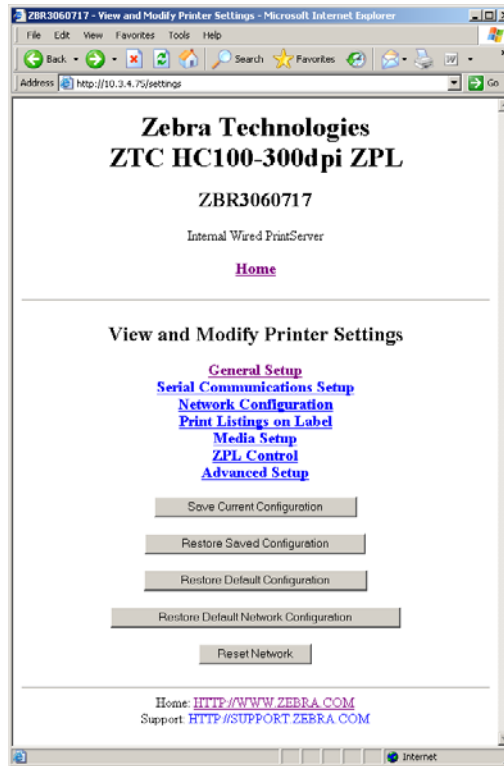 ZBR3060717 - View and Modify Printer Settings - Microsoft Internet Explorer
File Edit View Favorites Tools Help
Back Search Favorites
Address http://10.3.4.75/settings Go
Zebra Technologies
ZTC HC100-300dpi ZPL
ZBR3060717
Internal Wired PrintServer
Home
View and Modify Printer Settings
General Setup
Serial Communications Setup
Network Configuration
Print Listings on Label
Media Setup
ZPL Control
Advanced Setup
Save Current Configuration
Restore Saved Configuration
Restore Default Configuration
Restore Default Network Configuration
Reset Network
Home: HTTP://WWW.ZEBRA.COM
Support: HTTP://SUPPORT.ZEBRA.COM
Internet